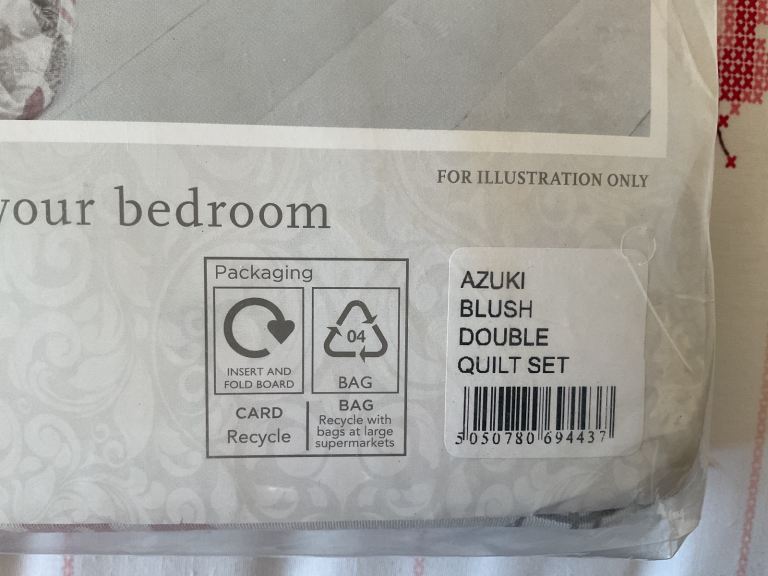 FOR ILLUSTRATION ONLY
your bedroom
Packaging
04
INSERT AND
FOLD BOARD
BAG
CARD
Recycle
BAG
Recycle with
bags at large
supermarkets
AZUKI
BLUSH
DOUBLE
QUILT SET
5 050780 694437